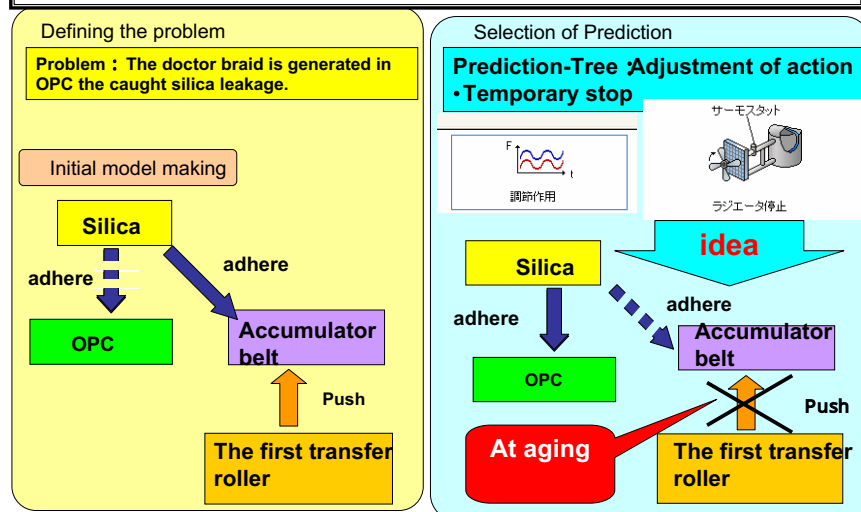 Defining the problem
Problem：The doctor braid is generated in
OPC the caught silica leakage.
Initial model making
Silica
adhere
adhere
OPC
Accumulator
belt
Push
The first transfer
roller
Selection of Prediction
Prediction-Tree :Adjustment of action
・Temporary stop
F
t
調節作用
サーモスタット
ラジエータ停止
idea
Silica
adhere
adhere
OPC
Accumulator
belt
Push
At aging
The first transfer
roller